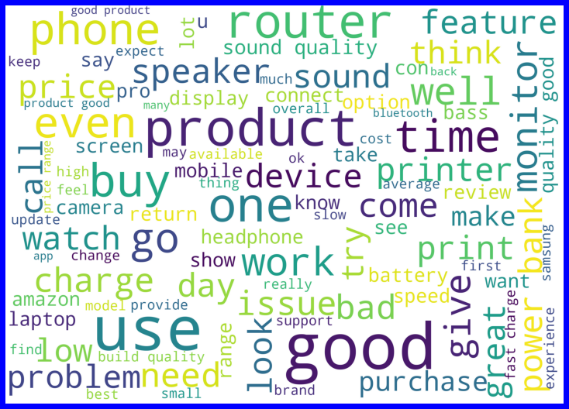 good product
phone
lot
u
router
feature
expect
keep
say
sound quality
think
monitor
price
pro
speaker
much
sound
con
back
well
quality good
product good
many
display
connect
option
overall
bluetooth
bass
even
product
time
cost
call
price range
screen
may
available
ok
take
printer
high
feel
buy
mobile
thing
device
average
review
camera
return
one
know
slow
come
see
make
samsung
update
app
change
watch
go
headphone
show
work
try
print
power bank
first
want
battery
speed
charge
day
really
issue
bad
give
great
fast charge
experience
amazon
model
provide
laptop
use
support
look
good
find
low
build quality
range
problem
need
best
small
brand
purchase